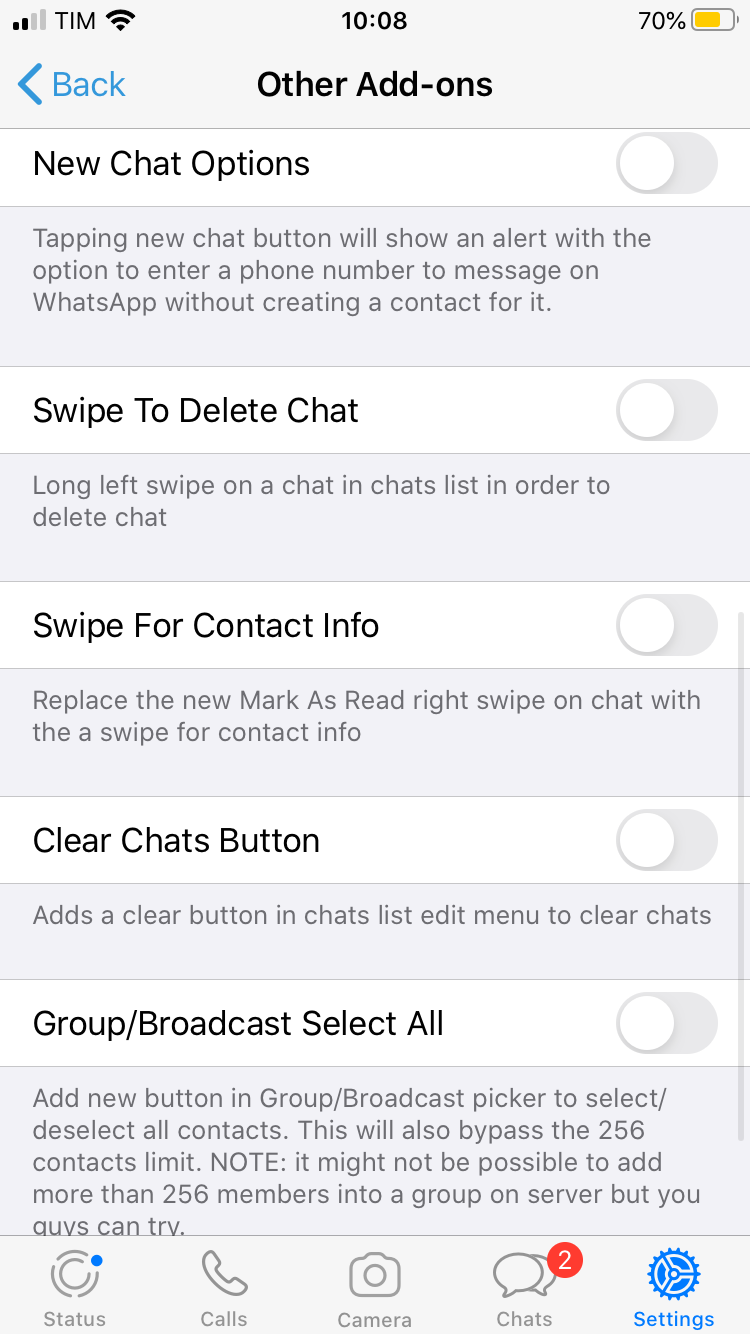 TIM 10:08 70%
Back Other Add-ons
New Chat Options
Tapping new chat button will show an alert with the
option to enter a phone number to message on
WhatsApp without creating a contact for it.
Swipe To Delete Chat
Long left swipe on a chat in chats list in order to
delete chat
Swipe For Contact Info
Replace the new Mark As Read right swipe on chat with
the a swipe for contact info
Clear Chats Button
Adds a clear button in chats list edit menu to clear chats
Group/Broadcast Select All
Add new button in Group/Broadcast picker to select/
deselect all contacts. This will also bypass the 256
contacts limit. NOTE: it might not be possible to add
more than 256 members into a group on server but you
guys can try.
2
Status Calls Camera Chats Settings